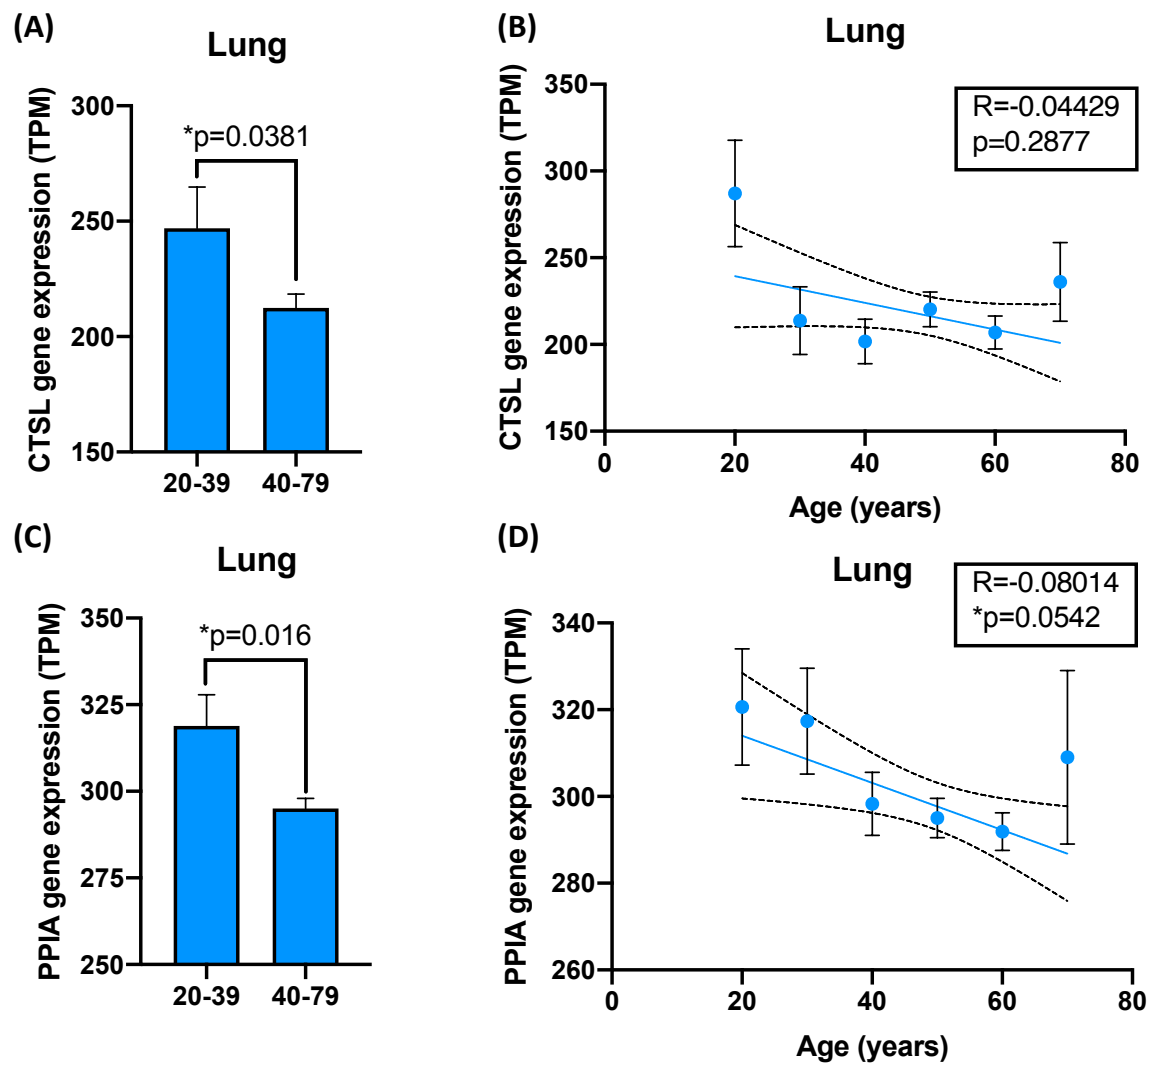 (A)
Lung
CTSL gene expression (TPM)
300
250
200
150
*p=0.0381
20-39
40-79
(B)
Lung
CTSL gene expression (TPM)
350
300
250
200
150
R=-0.04429
p=0.2877
0
20
40
60
80
Age (years)
(C)
Lung
PPIA gene expression (TPM)
350
325
300
275
250
*p=0.016
20-39
40-79
(D)
Lung
PPIA gene expression (TPM)
340
320
300
280
260
R=-0.08014
*p=0.0542
0
20
40
60
80
Age (years)